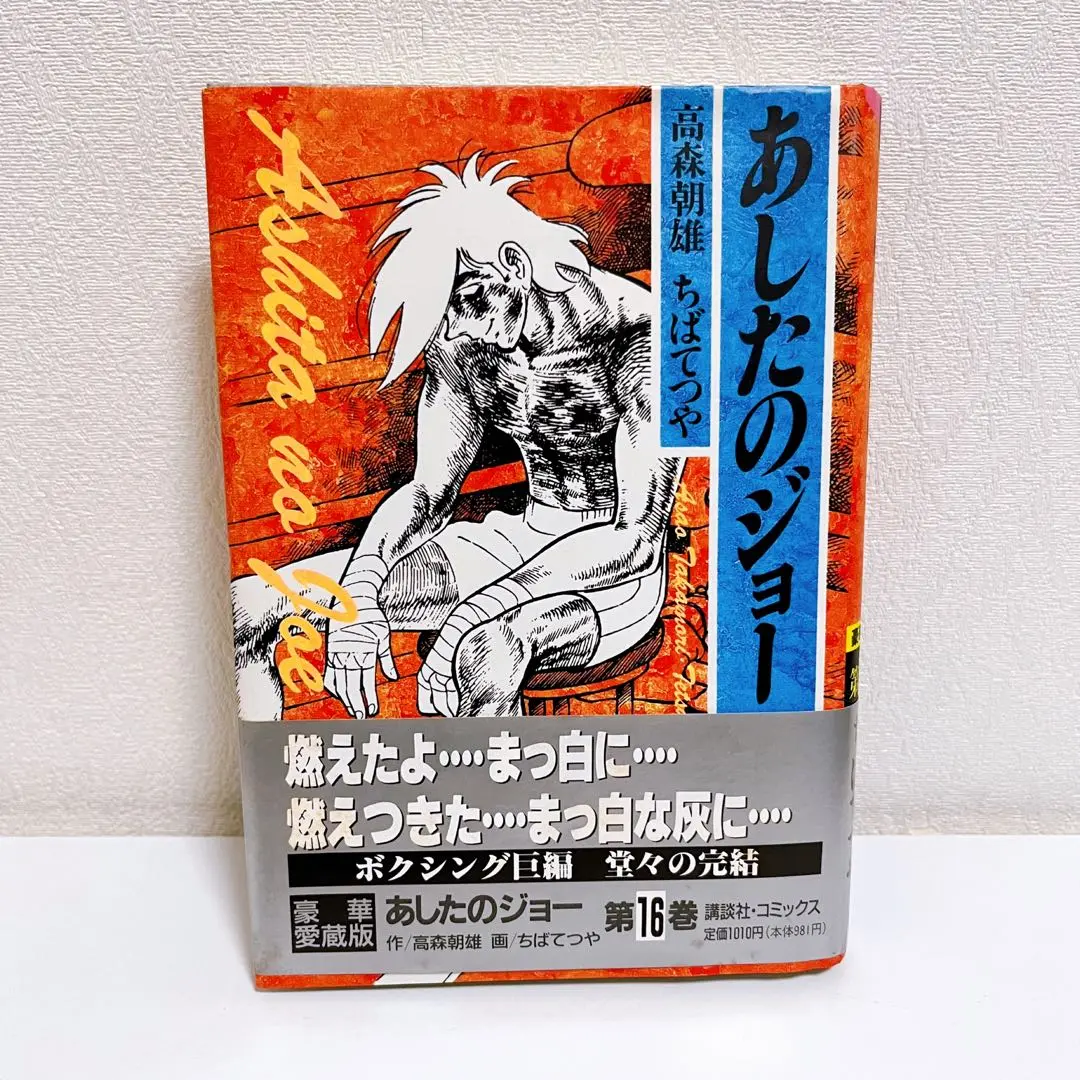 あしたのジョー
高森朝雄 ちばてつや
Ashita no Joe
Asao Takamori
燃えたよ‥‥まっ白に‥‥
燃えつきた‥‥まっ白な灰に‥‥
ボクシング巨編 堂々の完結
豪華愛蔵版
あしたのジョー 第16巻
作/高森朝雄 画/ちばてつや
講談社・コミックス
定価1010円(本体981円)